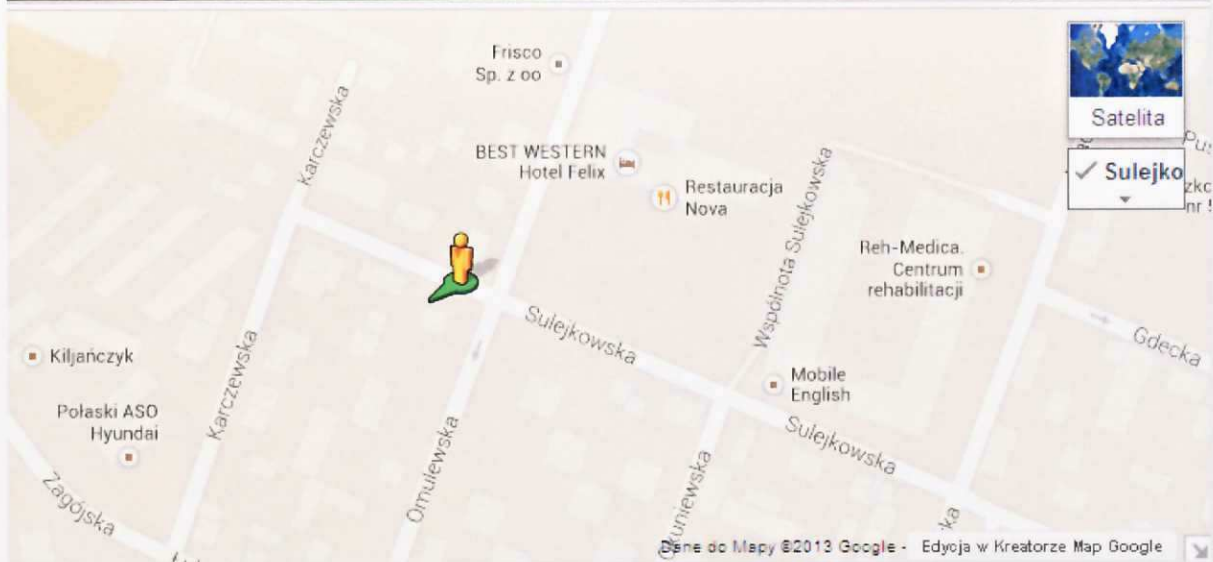 Frisco
Sp. z oo
Satelita
Karczewska
BEST WESTERN
Hotel Felix
Sulejko
Restauracja
Nova
Wspólnota Sulejkowska
Reh-Medica.
Centrum
rehabilitacji
Sulejkowska
Gdecka
Kiljańczyk
Karczewska
Mobile
English
Połaski ASO
Hyundai
Sulejkowska
Omulewska
Zagójska
Dane do Mapy ©2013 Google - Edycja w Kreatorze Map Google